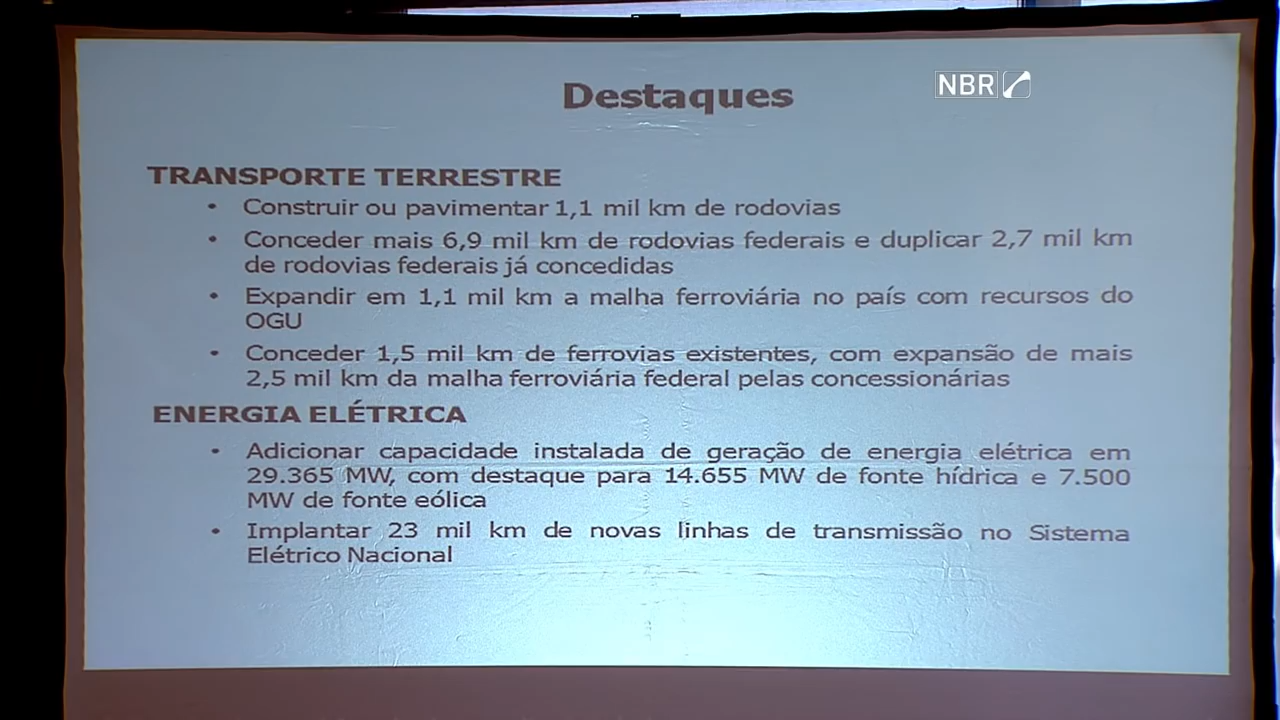 Destaques
NBR
TRANSPORTE TERRESTRE
• Construir ou pavimentar 1,1 mil km de rodovias
• Conceder mais 6,9 mil km de rodovias federais e duplicar 2,7 mil km
de rodovias federais já concedidas
• Expandir em 1,1 mil km a malha ferroviária no país com recursos do
OGU
• Conceder 1,5 mil km de ferrovias existentes, com expansão de mais
2,5 mil km da malha ferroviária federal pelas concessionárias
ENERGIA ELÉTRICA
• Adicionar capacidade instalada de geração de energia elétrica em
29.365 MW, com destaque para 14.655 MW de fonte hídrica e 7.500
MW de fonte eólica
• Implantar 23 mil km de novas linhas de transmissão no Sistema
Elétrico Nacional